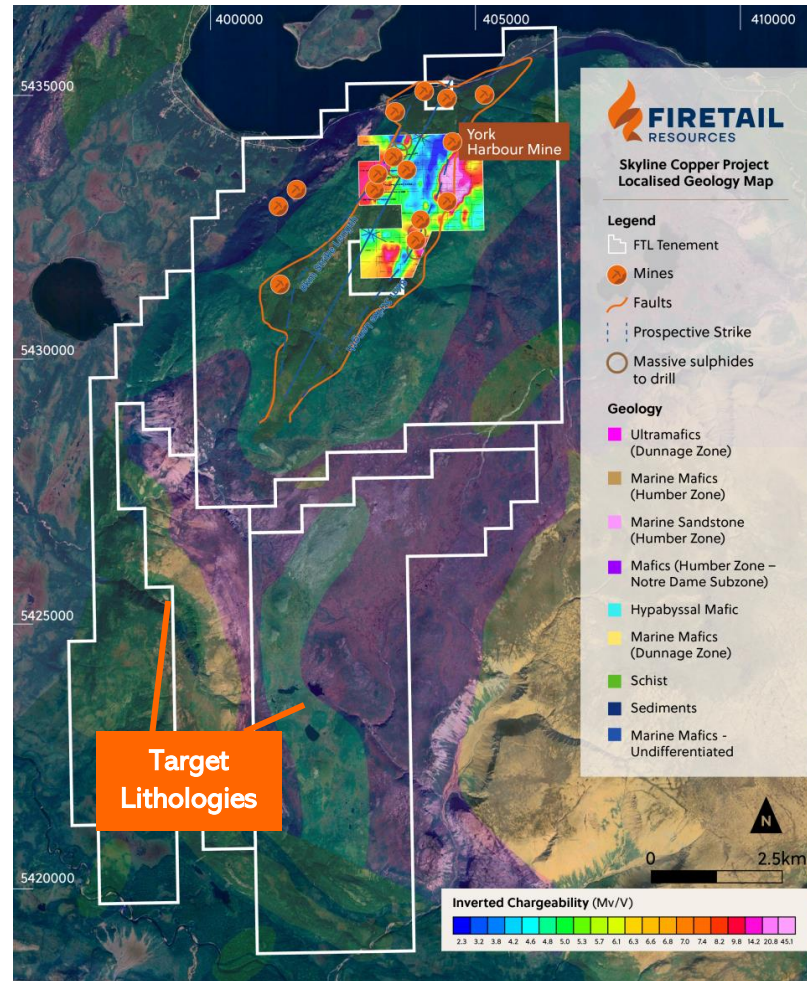 400000
405000
410000
5435000
5430000
5425000
5420000
York
Harbour Mine
Target
Lithologies
FIRETAIL
RESOURCES
Skyline Copper Project
Localised Geology Map
Legend
FTL Tenement
Mines
Faults
Prospective Strike
Massive sulphides
to drill
Geology
Ultramafics
(Dunnage Zone)
Marine Mafics
(Humber Zone)
Marine Sandstone
(Humber Zone)
Mafics (Humber Zone –
Notre Dame Subzone)
Hypabyssal Mafic
Marine Mafics
(Dunnage Zone)
Schist
Sediments
Marine Mafics -
Undifferentiated
N
0 2.5km
Inverted Chargeability (Mv/V)
2.3 3.2 3.8 4.2 4.6 4.8 5.0 5.3 5.7 6.1 6.3 6.6 6.8 7.0 7.4 8.2 9.8 14.2 20.8 45.1